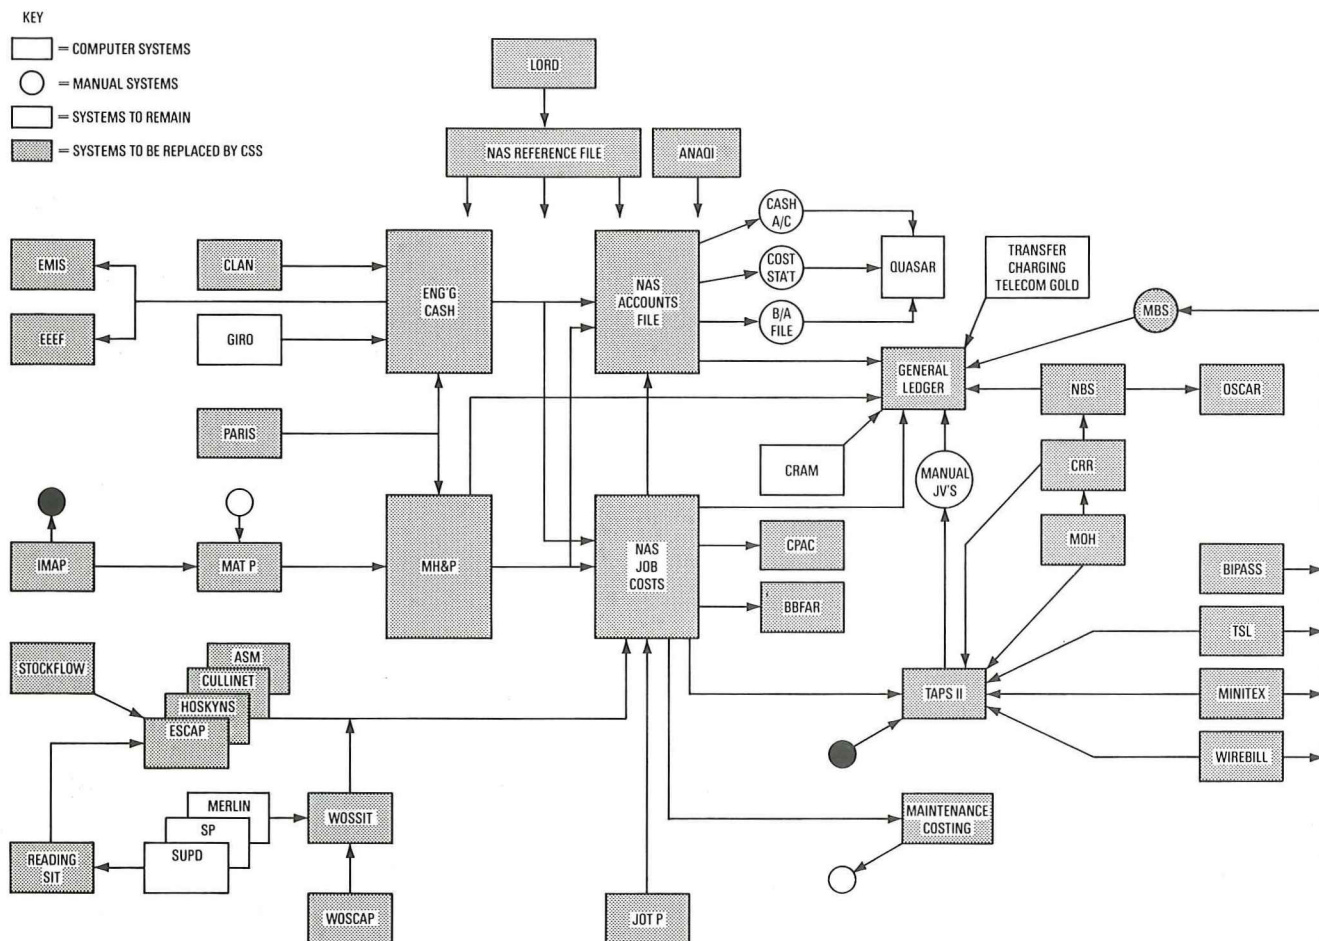 KEY
= COMPUTER SYSTEMS
= MANUAL SYSTEMS
= SYSTEMS TO REMAIN
= SYSTEMS TO BE REPLACED BY CSS
LORD
NAS REFERENCE FILE
ANAQI
CASH
A/C
EMIS
CLAN
ENG'G
CASH
NAS
ACCOUNTS
FILE
COST
STA'T
QUASAR
TRANSFER
CHARGING
TELECOM GOLD
EEEF
GIRO
B/A
FILE
MBS
GENERAL
LEDGER
NBS
OSCAR
PARIS
CRAM
MANUAL
JV'S
CRR
IMAP
MAT P
MH&P
NAS
JOB
COSTS
CPAC
MOH
BIPASS
BBFAR
TSL
STOCKFLOW
ASM
CULLINET
HOSKYNS
ESCAP
TAPS II
MINITEX
WIREBILL
MERLIN
SP
SUPD
WOSSIT
MAINTENANCE
COSTING
READING
SIT
WOSCAP
JOT P